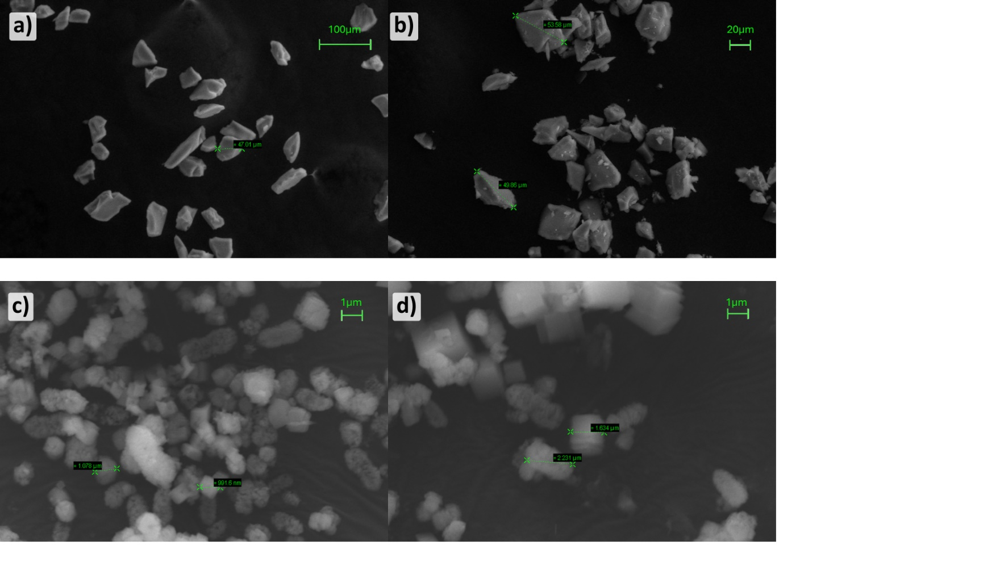 a)
100μm
= 47.01 μm
b)
20μm
= 53.58 μm
= 49.86 μm
c)
1μm
= 1.078 μm
= 991.6 nm
d)
1μm
= 1.634 μm
= 2.231 μm